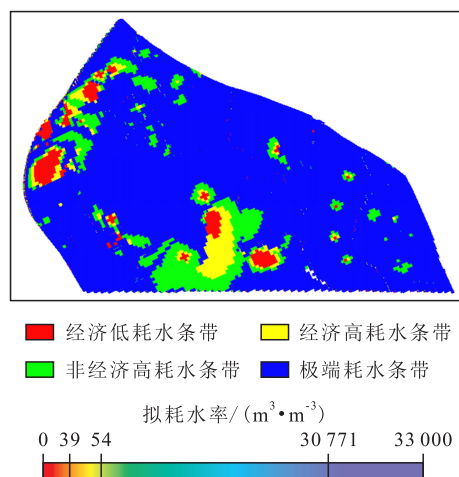 经济低耗水条带 经济高耗水条带
非经济高耗水条带 极端耗水条带
拟耗水率/(m³•m⁻³)
0 39 54 30 771 33 000